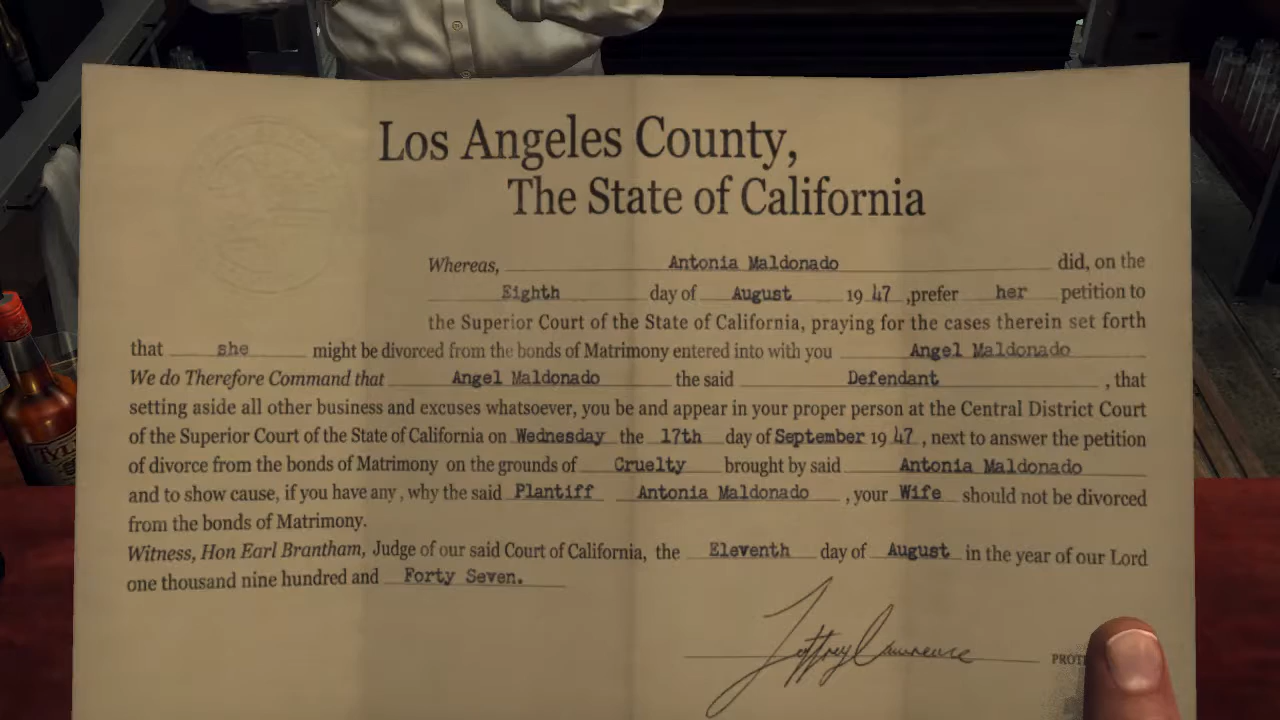 Los Angeles County,
The State of California
Whereas, Antonia Maldonado did, on the
Eighth day of August 19 47 ,prefer her petition to
the Superior Court of the State of California, praying for the cases therein set forth
that she might be divorced from the bonds of Matrimony entered into with you Angel Maldonado
We do Therefore Command that Angel Maldonado the said Defendant , that
setting aside all other business and excuses whatsoever, you be and appear in your proper person at the Central District Court
of the Superior Court of the State of California on Wednesday the 17th day of September 19 47 , next to answer the petition
of divorce from the bonds of Matrimony on the grounds of Cruelty brought by said Antonia Maldonado
and to show cause, if you have any , why the said Plantiff Antonia Maldonado , your Wife should not be divorced
from the bonds of Matrimony.
Witness, Hon Earl Brantham, Judge of our said Court of California, the Eleventh day of August in the year of our Lord
one thousand nine hundred and Forty Seven.
Jeffrey Lawrence